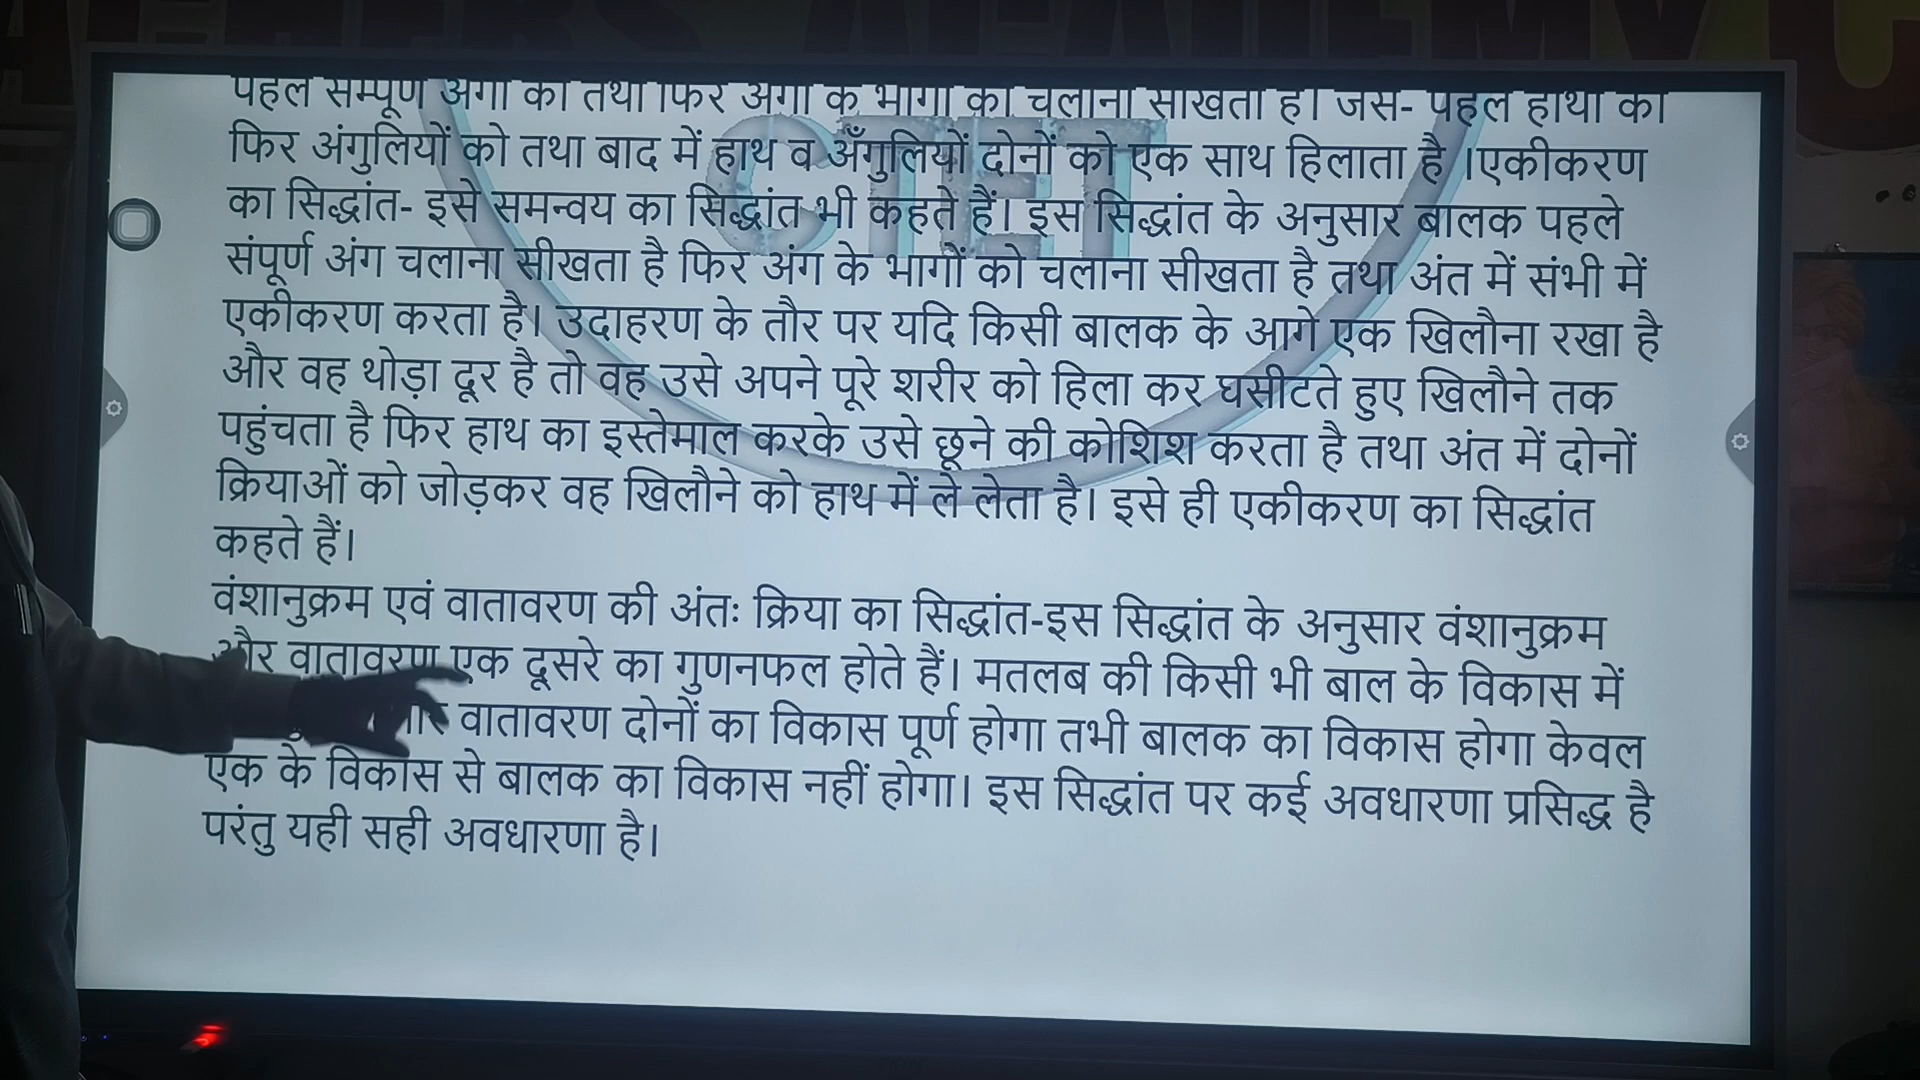 TEACHERS ACADEMY C
CTET
पहले सम्पूर्ण अंगों को तथा फिर अंगों के भागों को चलाना सीखता है। जैसे- पहले हाथों को
फिर अंगुलियों को तथा बाद में हाथ व अँगुलियों दोनों को एक साथ हिलाता है ।एकीकरण
का सिद्धांत- इसे समन्वय का सिद्धांत भी कहते हैं। इस सिद्धांत के अनुसार बालक पहले
संपूर्ण अंग चलाना सीखता है फिर अंग के भागों को चलाना सीखता है तथा अंत में संभी में
एकीकरण करता है। उदाहरण के तौर पर यदि किसी बालक के आगे एक खिलौना रखा है
और वह थोड़ा दूर है तो वह उसे अपने पूरे शरीर को हिला कर घसीटते हुए खिलौने तक
पहुंचता है फिर हाथ का इस्तेमाल करके उसे छूने की कोशिश करता है तथा अंत में दोनों
क्रियाओं को जोड़कर वह खिलौने को हाथ में ले लेता है। इसे ही एकीकरण का सिद्धांत
कहते हैं।
वंशानुक्रम एवं वातावरण की अंतः क्रिया का सिद्धांत-इस सिद्धांत के अनुसार वंशानुक्रम
और वातावरण एक दूसरे का गुणनफल होते हैं। मतलब की किसी भी बाल के विकास में
वातावरण दोनों का विकास पूर्ण होगा तभी बालक का विकास होगा केवल
एक के विकास से बालक का विकास नहीं होगा। इस सिद्धांत पर कई अवधारणा प्रसिद्ध है
परंतु यही सही अवधारणा है।